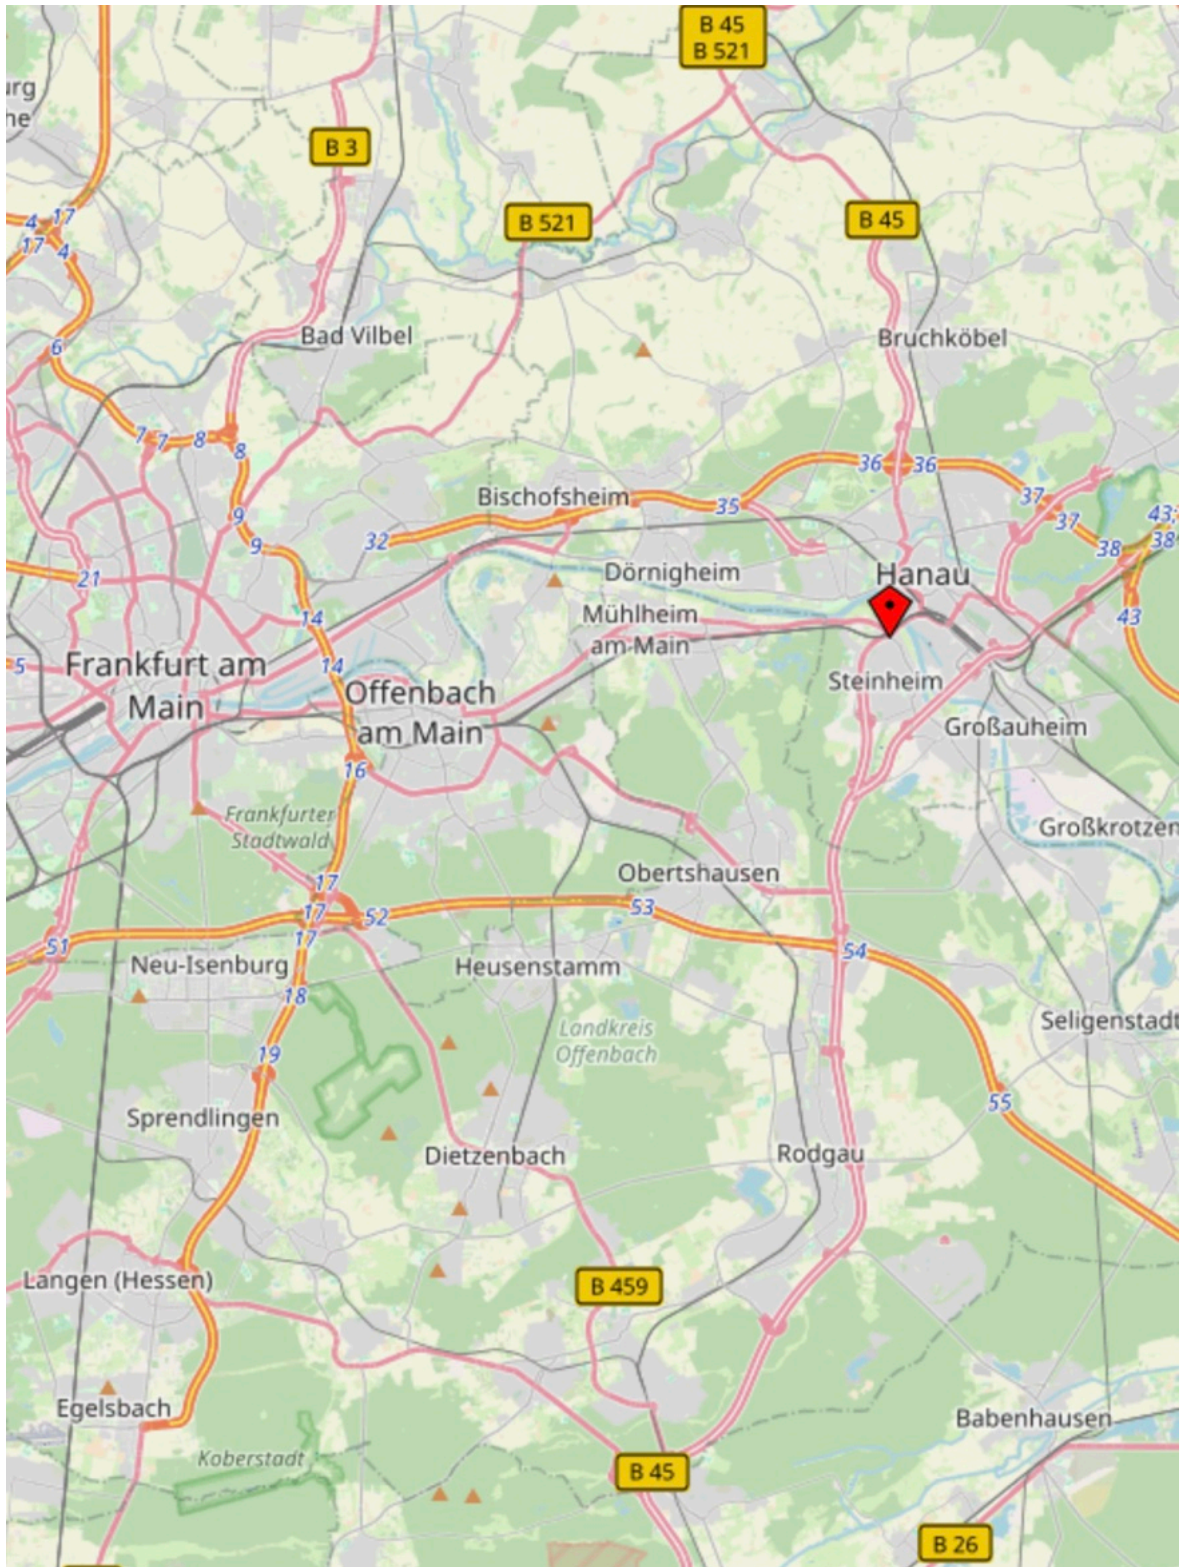 B 45
B 521
urg
he
B 3
4
17
17
4
B 521
B 45
6
Bad Vilbel
Bruchköbel
7
7
8
8
36
36
Bischofsheim
35
37
37
9
9
32
43;
38
38
21
Dörnigheim
Hanau
14
Mühlheim
am Main
43
5
Frankfurt am
Main
14
Offenbach
am Main
Steinheim
Großauheim
16
Frankfurter
Stadtwald
Großkrotzen
Obertshausen
17
17
52
53
51
17
54
Neu-Isenburg
Heusenstamm
18
Landkreis
Offenbach
Seligenstadt
19
Sprendlingen
55
Dietzenbach
Rodgau
Langen (Hessen)
B 459
Egelsbach
Babenhausen
Koberstadt
B 45
B 26